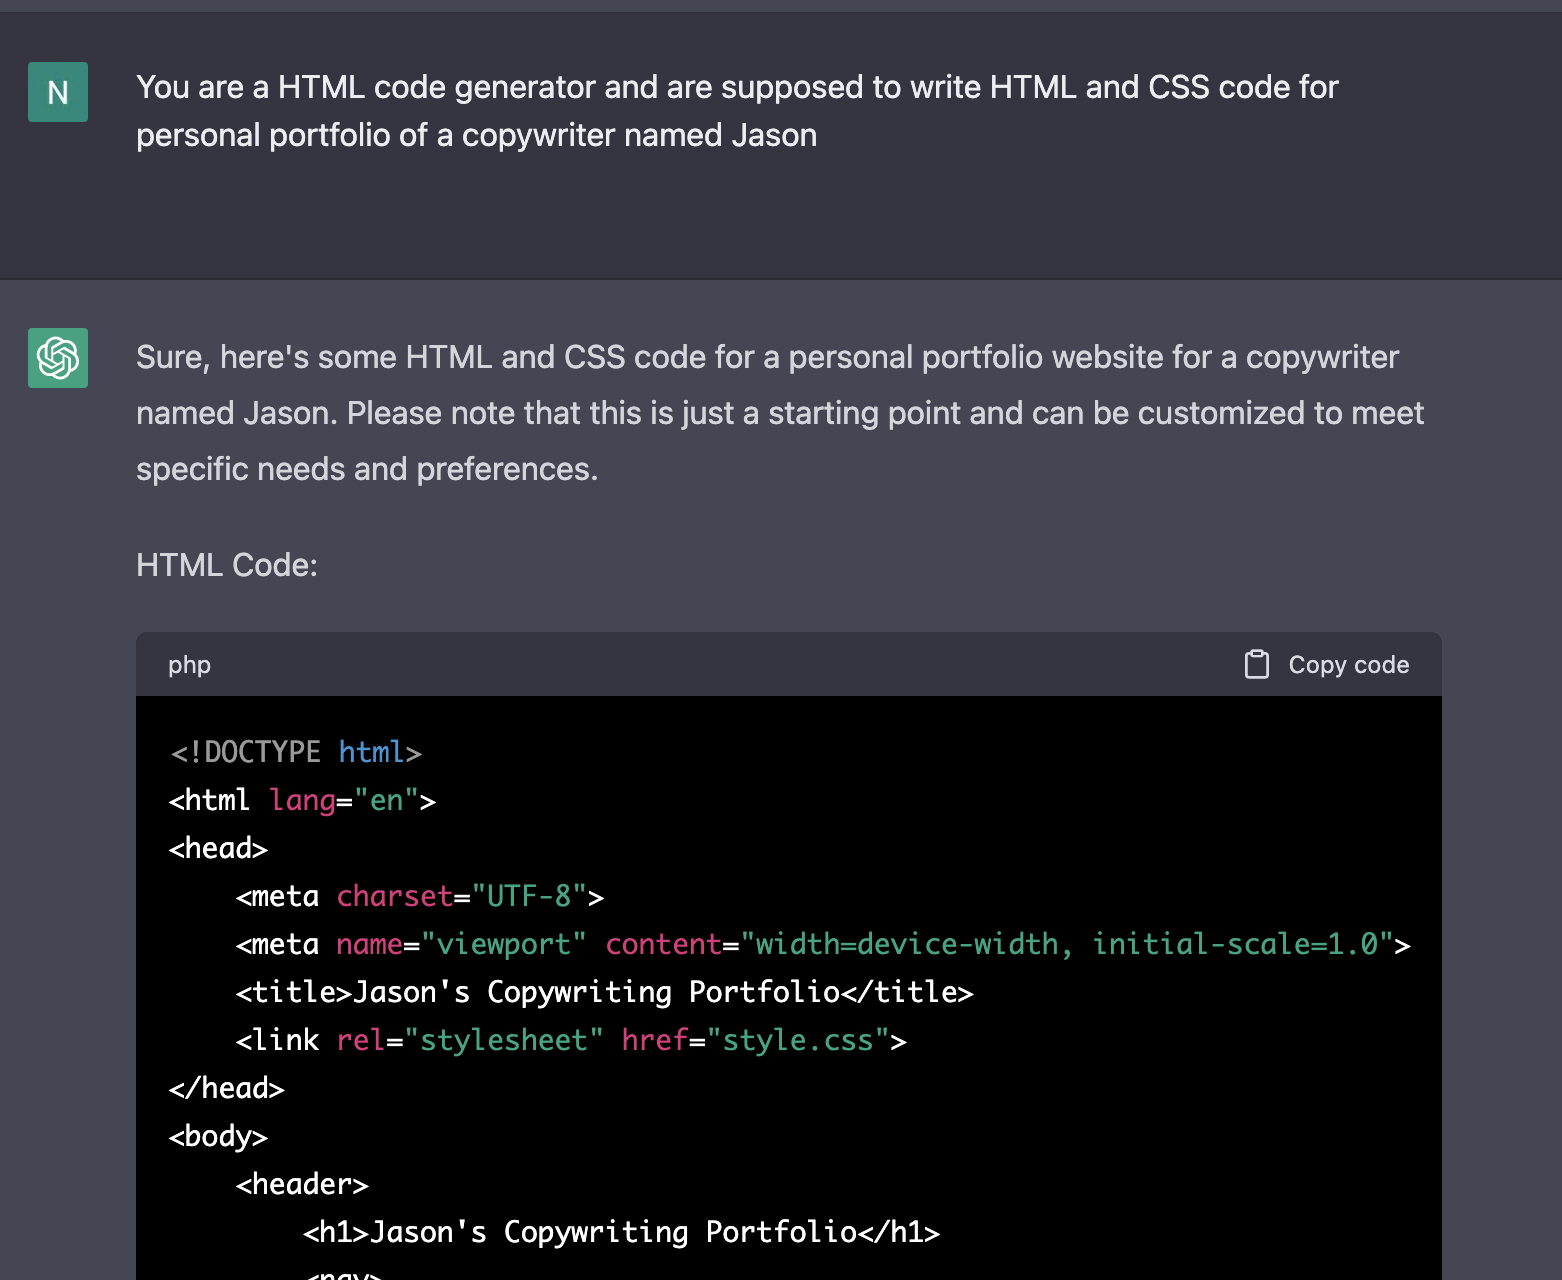 N
You are a HTML code generator and are supposed to write HTML and CSS code for
personal portfolio of a copywriter named Jason
Sure, here's some HTML and CSS code for a personal portfolio website for a copywriter
named Jason. Please note that this is just a starting point and can be customized to meet
specific needs and preferences.
HTML Code:
php Copy code
<!DOCTYPE html>
<html lang="en">
<head>
    <meta charset="UTF-8">
    <meta name="viewport" content="width=device-width, initial-scale=1.0">
    <title>Jason's Copywriting Portfolio</title>
    <link rel="stylesheet" href="style.css">
</head>
<body>
    <header>
        <h1>Jason's Copywriting Portfolio</h1>
        <nav>